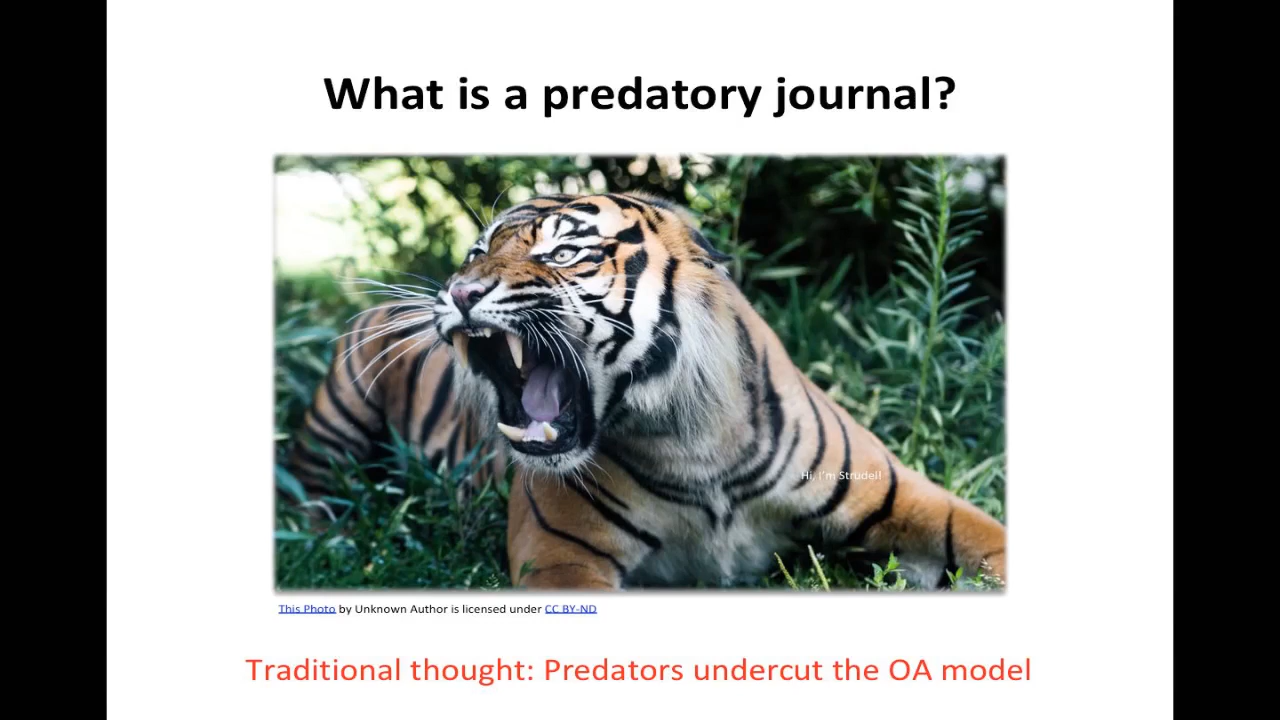 What is a predatory journal?
Hi, I'm Strudel!
This Photo by Unknown Author is licensed under CC BY-ND
Traditional thought: Predators undercut the OA model